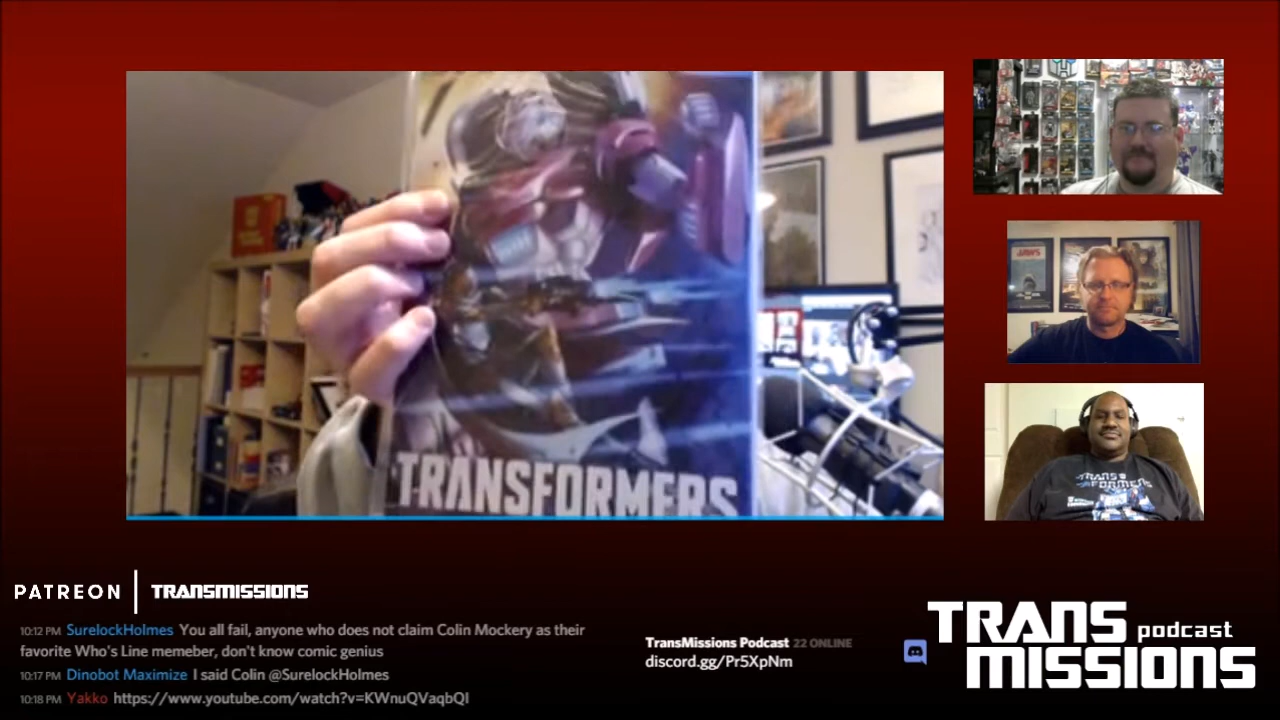 JAWS
TRANSFORMERS
TRANSFORMERS
PATREON | TRANSMISSIONS
10:12 PM SurelockHolmes You all fail, anyone who does not claim Colin Mockery as their
favorite Who's Line memeber, don't know comic genius
10:17 PM Dinobot Maximize I said Colin @SurelockHolmes
10:18 PM Yakko https://www.youtube.com/watch?v=KWnuQVaqbQI
TransMissions Podcast 22 ONLINE
discord.gg/Pr5XpNm
TRANS podcast
MISSIONS